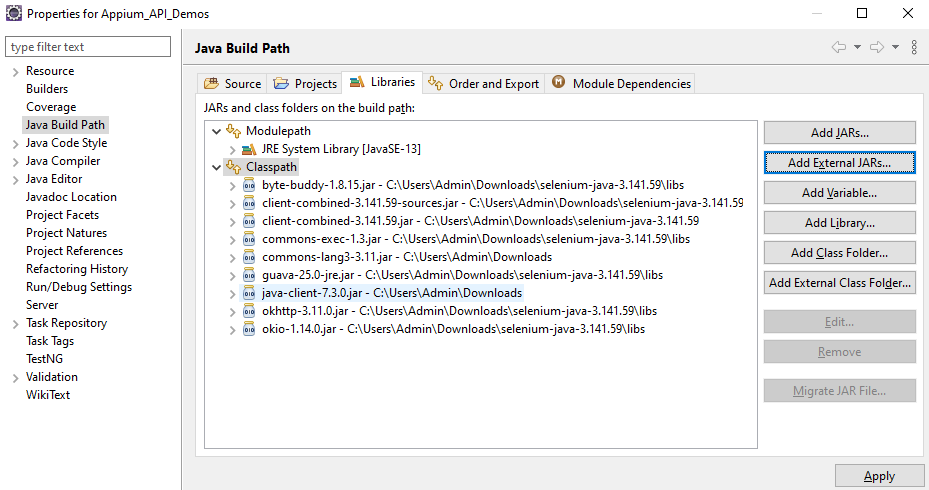 Properties for Appium_API_Demos
type filter text
Resource
Builders
Coverage
Java Build Path
Java Code Style
Java Compiler
Java Editor
Javadoc Location
Project Facets
Project Natures
Project References
Refactoring History
Run/Debug Settings
Server
Task Repository
Task Tags
TestNG
Validation
WikiText
Java Build Path
Source Projects Libraries Order and Export Module Dependencies
JARs and class folders on the build path:
Modulepath
JRE System Library [JavaSE-13]
Classpath
byte-buddy-1.8.15.jar - C:\Users\Admin\Downloads\selenium-java-3.141.59\libs
client-combined-3.141.59-sources.jar - C:\Users\Admin\Downloads\selenium-java-3.141.59
client-combined-3.141.59.jar - C:\Users\Admin\Downloads\selenium-java-3.141.59
commons-exec-1.3.jar - C:\Users\Admin\Downloads\selenium-java-3.141.59\libs
commons-lang3-3.11.jar - C:\Users\Admin\Downloads
guava-25.0-jre.jar - C:\Users\Admin\Downloads\selenium-java-3.141.59\libs
java-client-7.3.0.jar - C:\Users\Admin\Downloads
okhttp-3.11.0.jar - C:\Users\Admin\Downloads\selenium-java-3.141.59\libs
okio-1.14.0.jar - C:\Users\Admin\Downloads\selenium-java-3.141.59\libs
Add JARs...
Add External JARs...
Add Variable...
Add Library...
Add Class Folder...
Add External Class Folder...
Edit...
Remove
Migrate JAR File...
Apply